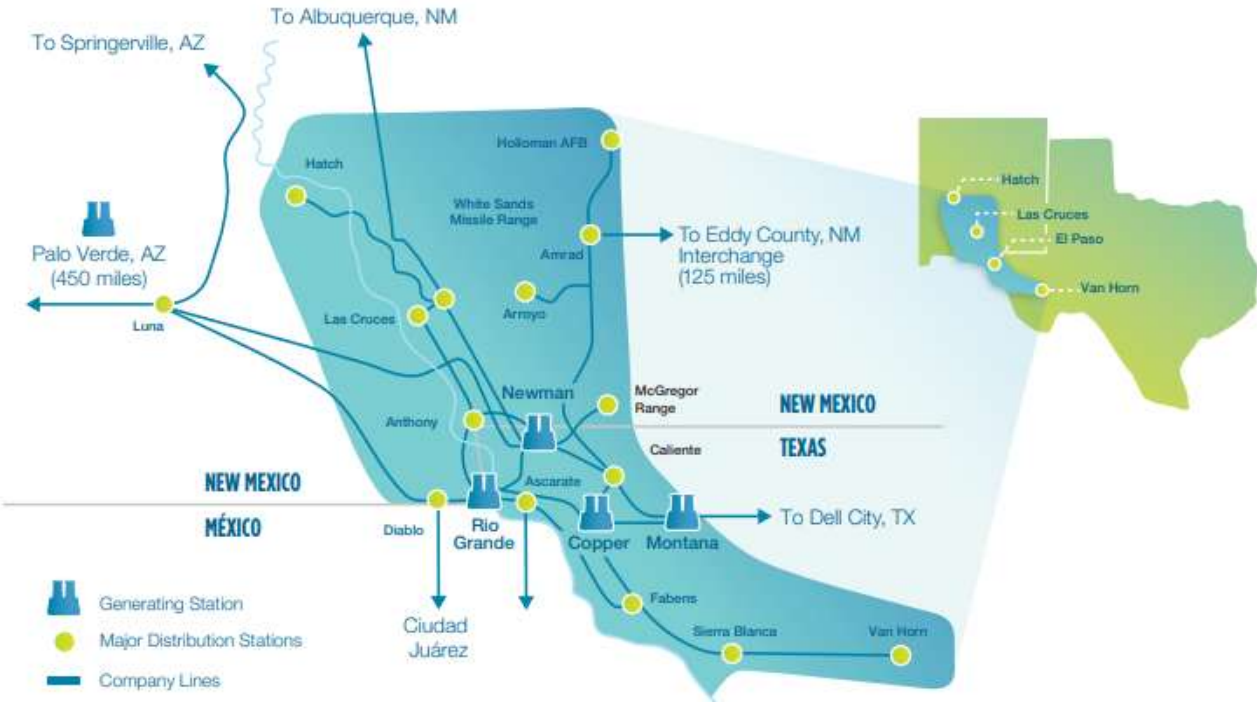 To Albuquerque, NM
To Springerville, AZ
Holloman AFB
Hatch
Hatch
White Sands
Missile Range
Las Cruces
Palo Verde, AZ
(450 miles)
To Eddy County, NM
Interchange
(125 miles)
El Paso
Amrad
Van Horn
Luna
Las Cruces
Arroyo
Newman
McGregor
Range
NEW MEXICO
Anthony
Caliente
TEXAS
NEW MEXICO
Ascarate
MÉXICO
Diablo
Rio
Grande
Copper
Montana
To Dell City, TX
Generating Station
Fabens
Ciudad
Juárez
Major Distribution Stations
Sierra Blanca
Van Horn
Company Lines